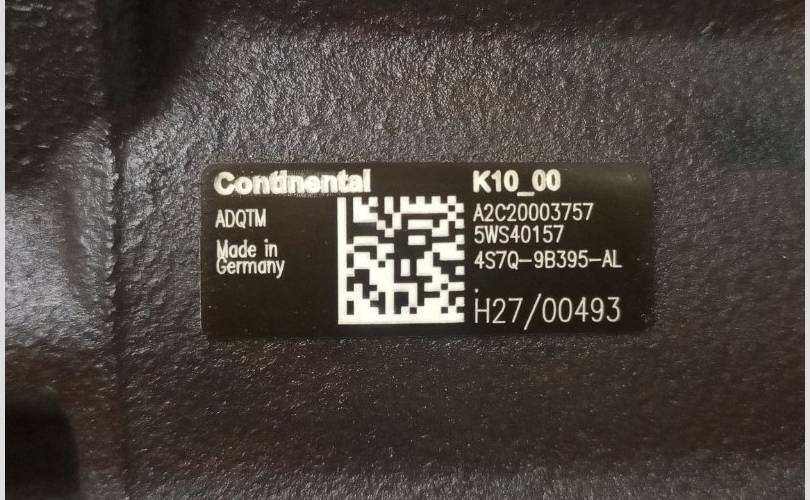 Continental
ADQTM
Made in
Germany
K10_00
A2C20003757
5WS40157
4S7Q-9B395-AL
.
H27/00493